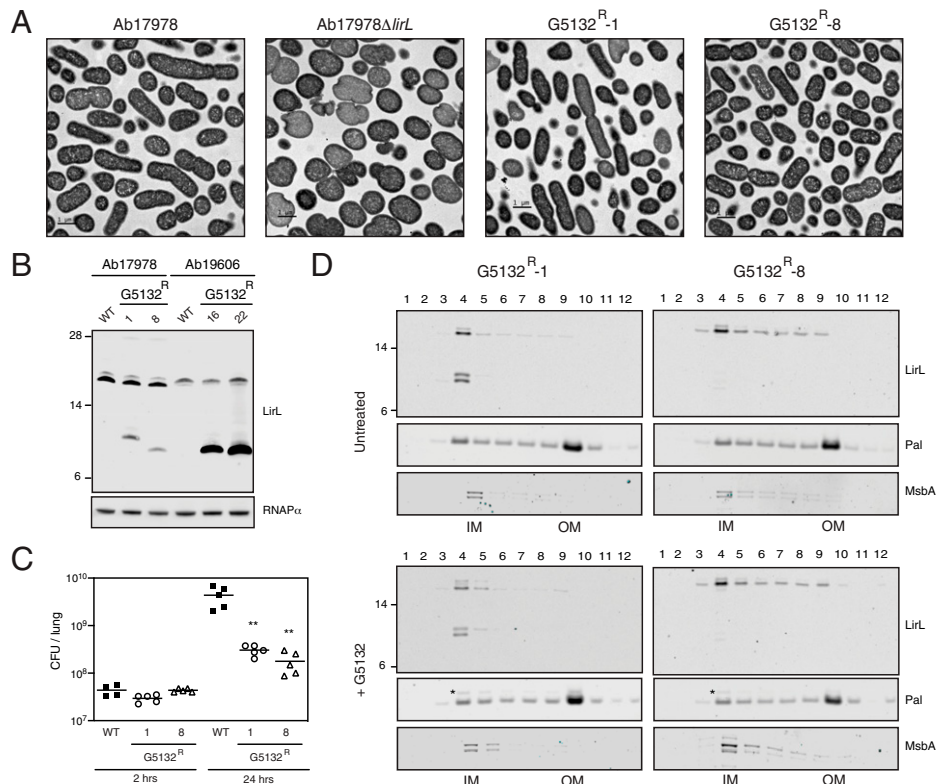 A
Ab17978
Ab17978ΔlirL
G5132R-1
G5132R-8
1 µm
1 µm
1 µm
1 µm
B
Ab17978
Ab19606
G5132R
G5132R
WT
1
8
WT
16
22
28
14
6
LirL
RNAPα
C
CFU / lung
10^10
10^9
10^8
10^7
**
**
WT
1
8
WT
1
8
G5132R
G5132R
2 hrs
24 hrs
D
G5132R-1
G5132R-8
1 2 3 4 5 6 7 8 9 10 11 12
1 2 3 4 5 6 7 8 9 10 11 12
Untreated
14
6
LirL
Pal
MsbA
IM
OM
IM
OM
1 2 3 4 5 6 7 8 9 10 11 12
1 2 3 4 5 6 7 8 9 10 11 12
+ G5132
14
6
LirL
*
*
Pal
MsbA
IM
OM
IM
OM